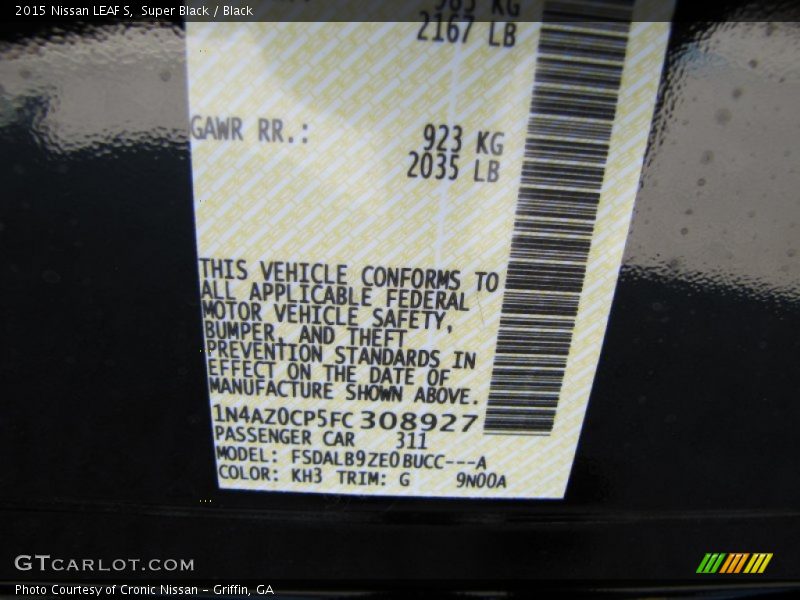 2015 Nissan LEAF S,  Super Black / Black
983 KG
2167 LB
GAWR RR.: 923 KG
2035 LB
THIS VEHICLE CONFORMS TO
ALL APPLICABLE FEDERAL
MOTOR VEHICLE SAFETY,
BUMPER, AND THEFT
PREVENTION STANDARDS IN
EFFECT ON THE DATE OF
MANUFACTURE SHOWN ABOVE.
1N4AZ0CP5FC308927
PASSENGER CAR 311
MODEL: FSDALB9ZE0BUCC---A
COLOR: KH3 TRIM: G 9N00A
GTCARLOT.COM
Photo Courtesy of Cronic Nissan - Griffin, GA